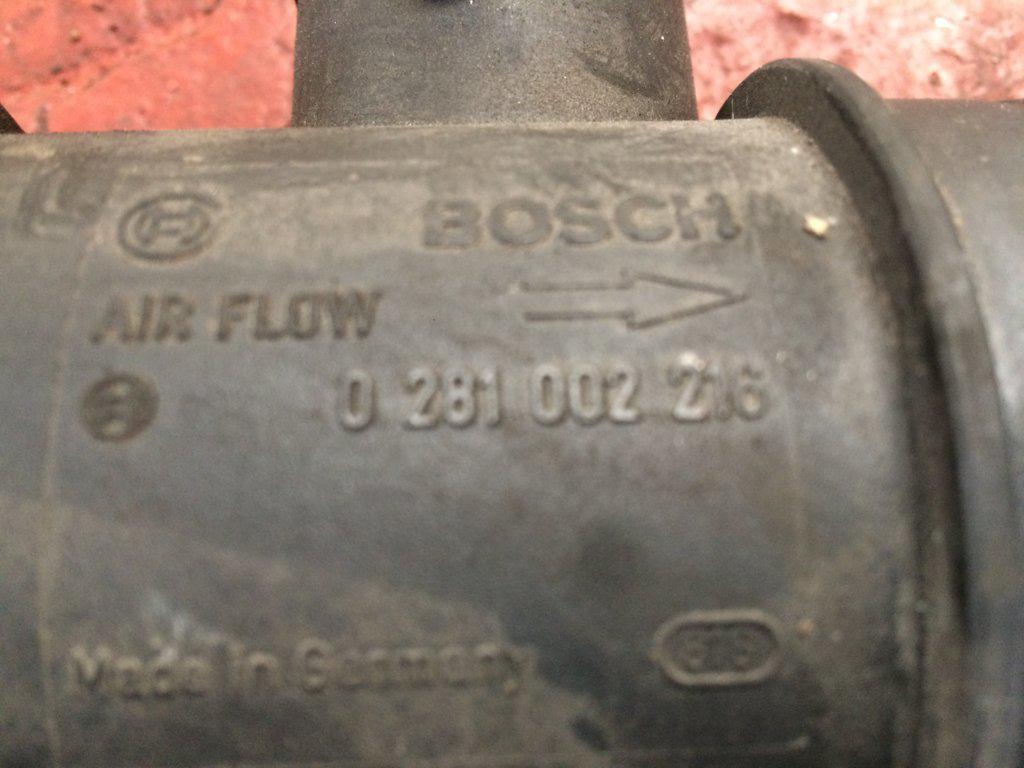 BOSCH
AIR FLOW
0 281 002 216
Made in Germany